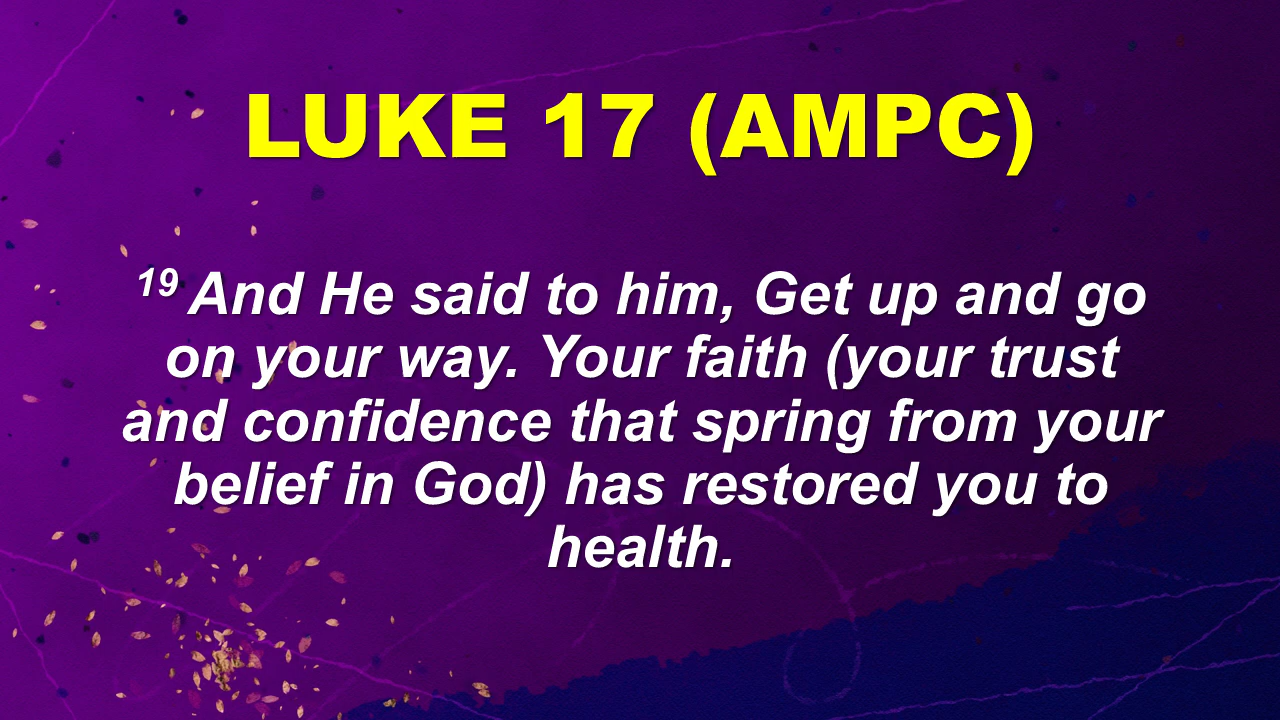 LUKE 17 (AMPC)
19 And He said to him, Get up and go
on your way. Your faith (your trust
and confidence that spring from your
belief in God) has restored you to
health.